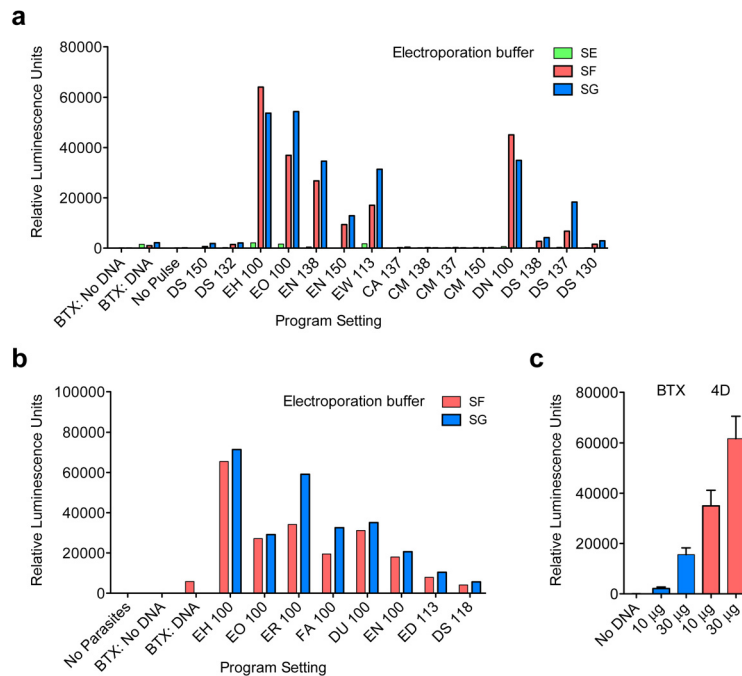 a
Relative Luminescence Units
80000
60000
40000
20000
0
Electroporation buffer
SE
SF
SG
BTX: No DNA
BTX: DNA
No Pulse
DS 150
DS 132
EH 100
EO 100
EN 138
EN 150
EW 113
CA 137
CM 138
CM 137
CM 150
DN 100
DS 138
DS 137
DS 130
Program Setting
b
Relative Luminescence Units
100000
80000
60000
40000
20000
0
Electroporation buffer
SF
SG
No Parasites
BTX: No DNA
BTX: DNA
EH 100
EO 100
ER 100
FA 100
DU 100
EN 100
ED 113
DS 118
Program Setting
c
Relative Luminescence Units
80000
60000
40000
20000
0
BTX 4D
No DNA
10 µg
30 µg
10 µg
30 µg